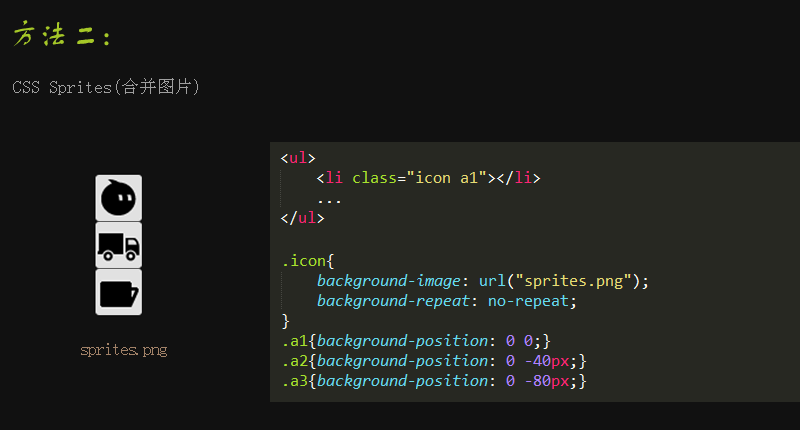 方法二：
CSS Sprites(合并图片)
<ul>
    <li class="icon a1"></li>
    ...
</ul>
.icon{
    background-image: url("sprites.png");
    background-repeat: no-repeat;
}
.a1{background-position: 0 0;}
.a2{background-position: 0 -40px;}
.a3{background-position: 0 -80px;}
sprites.png